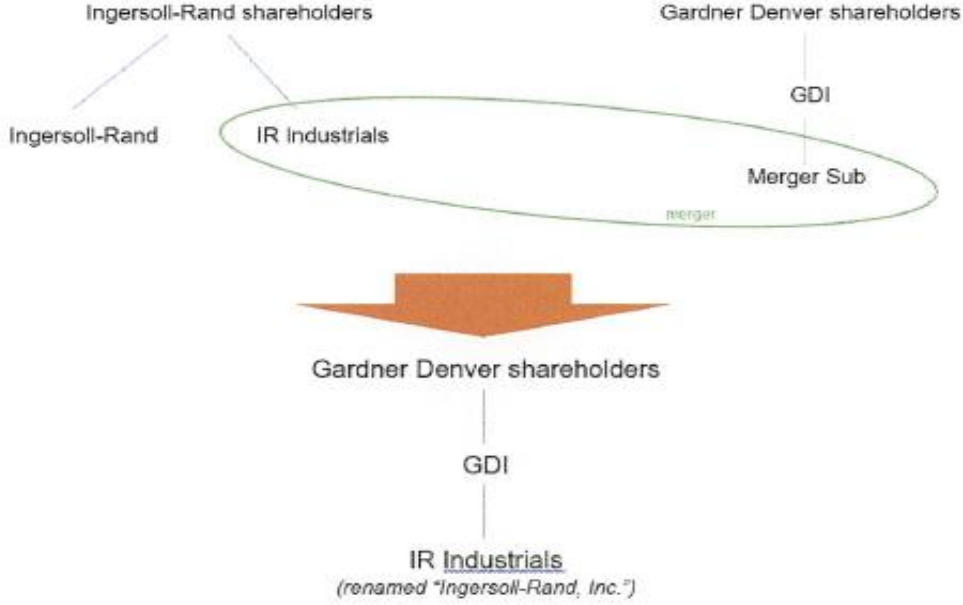 Ingersoll-Rand shareholders
Gardner Denver shareholders
GDI
Ingersoll-Rand
IR Industrials
Merger Sub
merger
Gardner Denver shareholders
GDI
IR Industrials
(renamed "Ingersoll-Rand, Inc.")